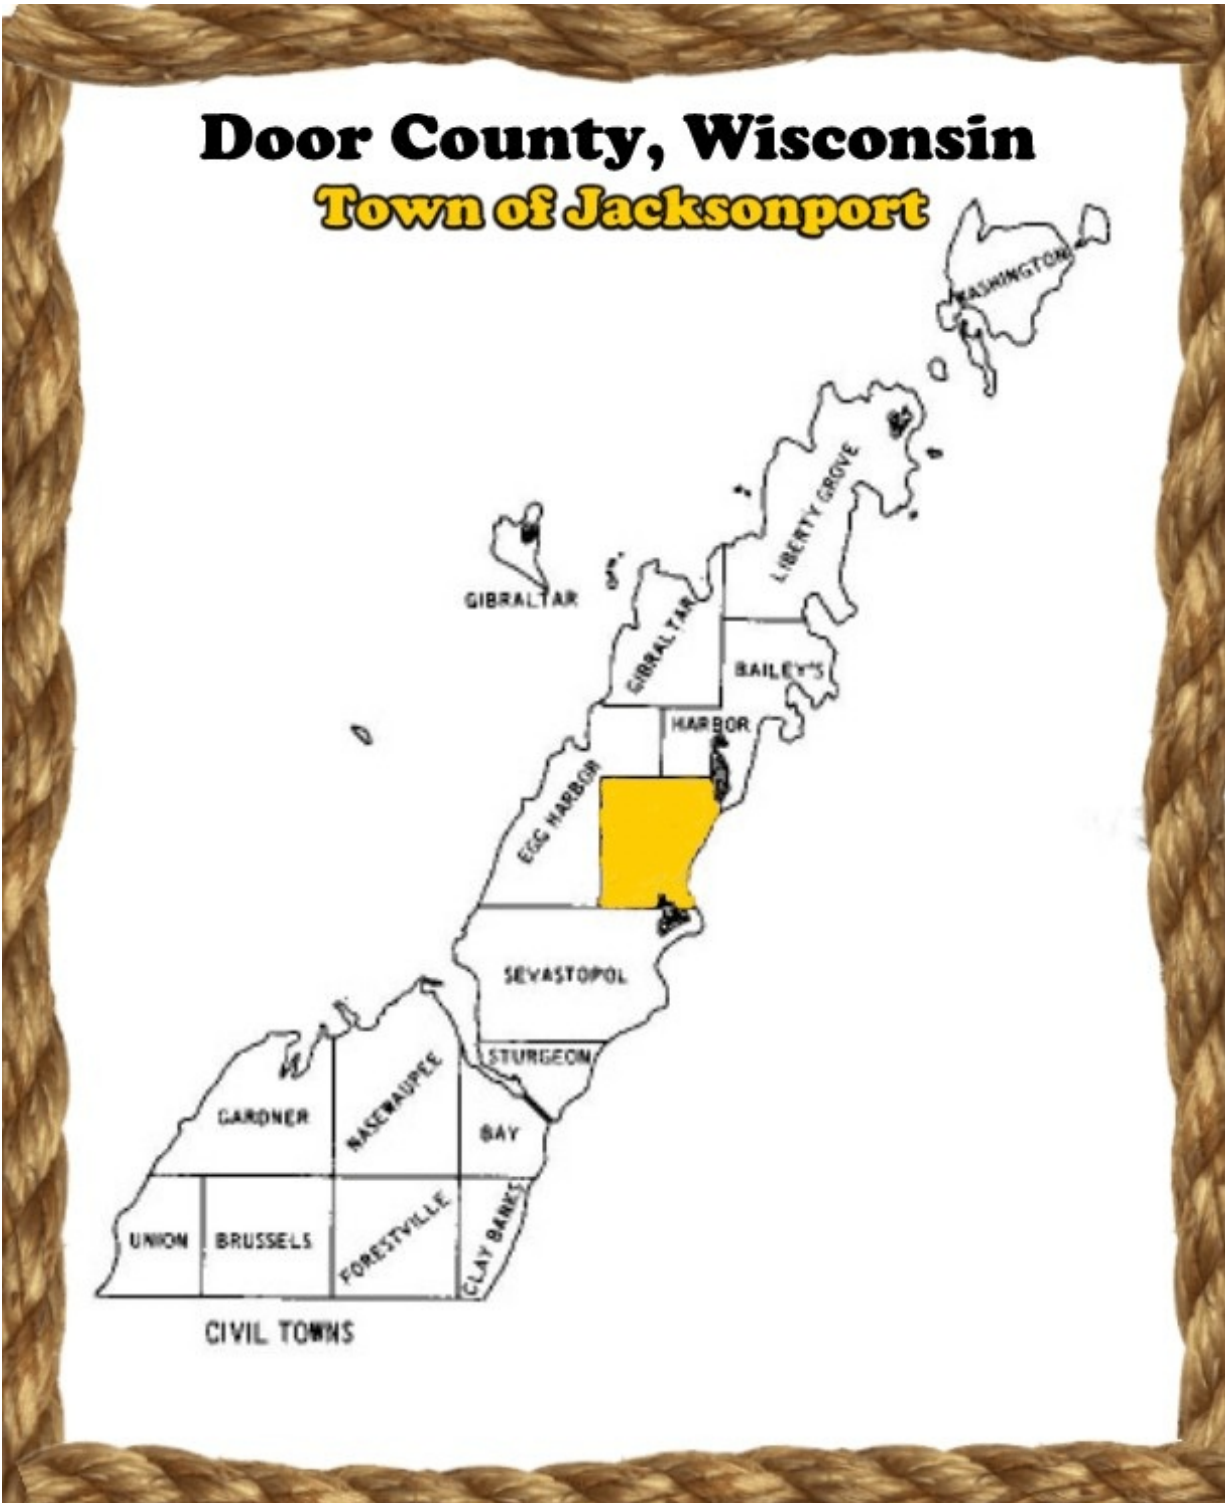 Door County, Wisconsin
Town of Jacksonport
WASHINGTON
LIBERTY GROVE
GIBRALTAR
GIBRALTAR
BAILEY'S
HARBOR
EGG HARBOR
SEVASTOPOL
STURGEON
BAY
NASEWAUPEE
GARDNER
UNION
BRUSSELS
FORESTVILLE
CLAY BANKS
CIVIL TOWNS